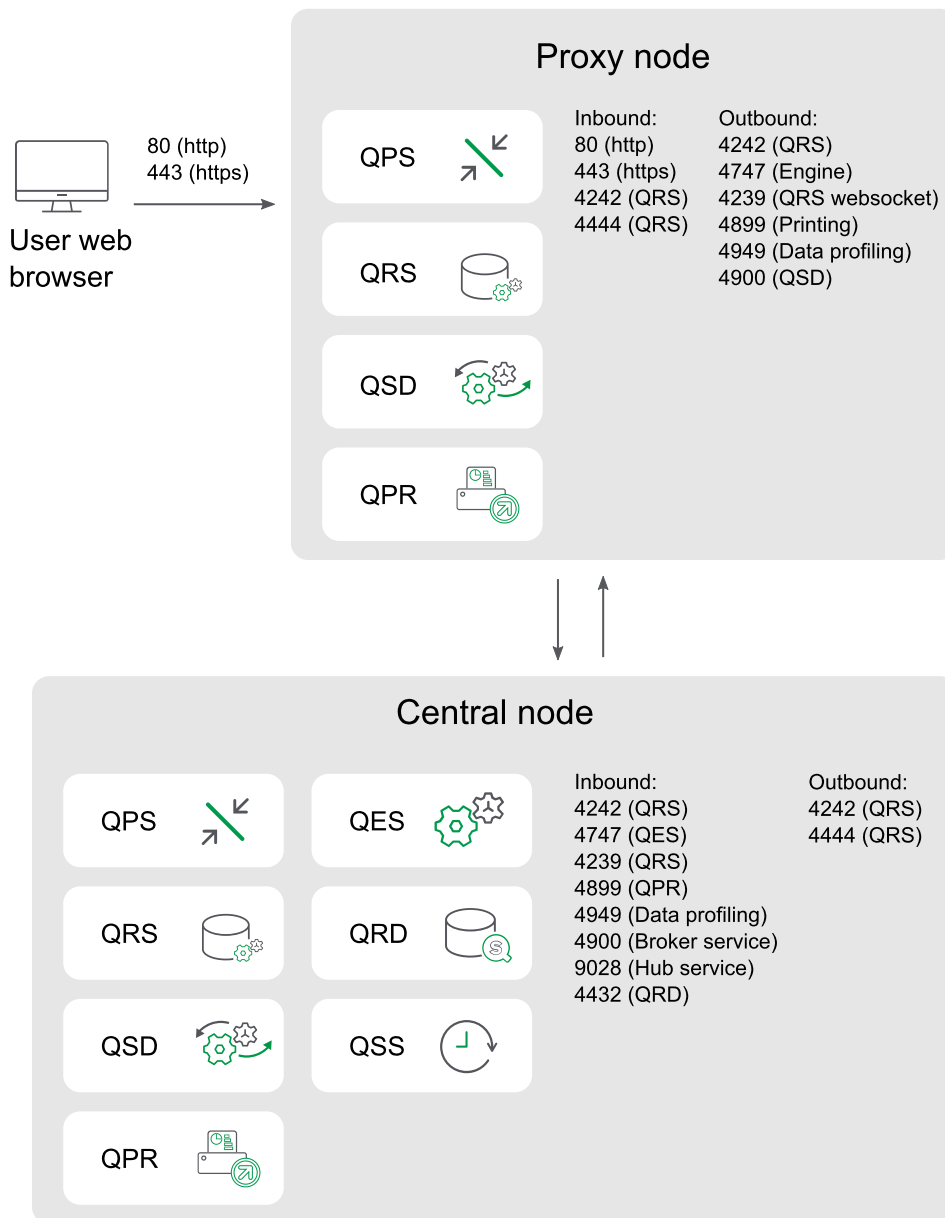 Proxy node
80 (http)
443 (https)
User web
browser
QPS
QRS
QSD
QPR
Inbound:
80 (http)
443 (https)
4242 (QRS)
4444 (QRS)
Outbound:
4242 (QRS)
4747 (Engine)
4239 (QRS websocket)
4899 (Printing)
4949 (Data profiling)
4900 (QSD)
Central node
QPS
QES
QRS
QRD
QSD
QSS
QPR
Inbound:
4242 (QRS)
4747 (QES)
4239 (QRS)
4899 (QPR)
4949 (Data profiling)
4900 (Broker service)
9028 (Hub service)
4432 (QRD)
Outbound:
4242 (QRS)
4444 (QRS)
S